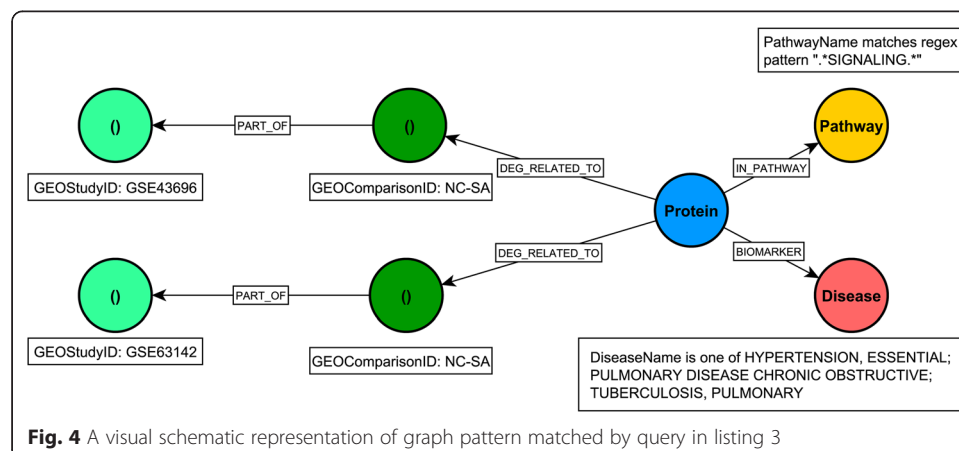 PathwayName matches regex
pattern ".*SIGNALING.*"
()
PART_OF
()
Pathway
DEG_RELATED_TO
IN_PATHWAY
GEOStudyID: GSE43696
GEOComparisonID: NC-SA
Protein
DEG_RELATED_TO
BIOMARKER
()
PART_OF
()
Disease
GEOStudyID: GSE63142
GEOComparisonID: NC-SA
DiseaseName is one of HYPERTENSION, ESSENTIAL;
PULMONARY DISEASE CHRONIC OBSTRUCTIVE;
TUBERCULOSIS, PULMONARY
Fig. 4 A visual schematic representation of graph pattern matched by query in listing 3